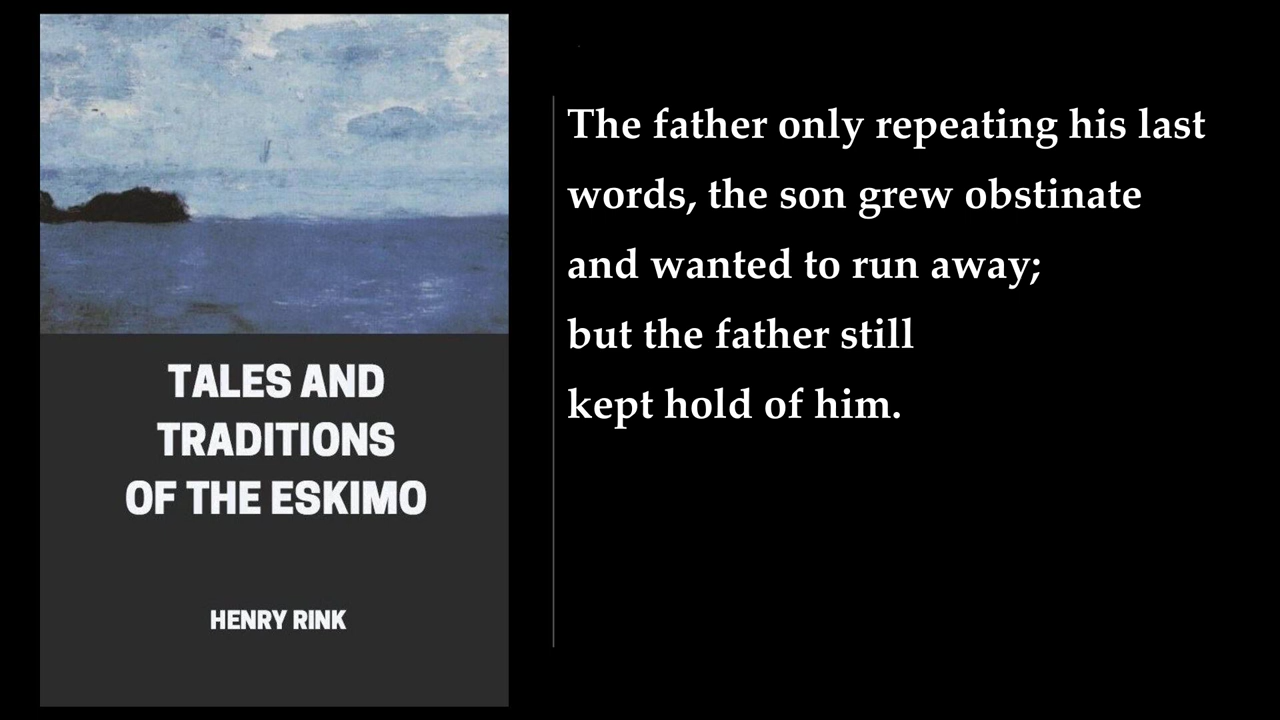 TALES AND
TRADITIONS
OF THE ESKIMO
HENRY RINK
The father only repeating his last
words, the son grew obstinate
and wanted to run away;
but the father still
kept hold of him.